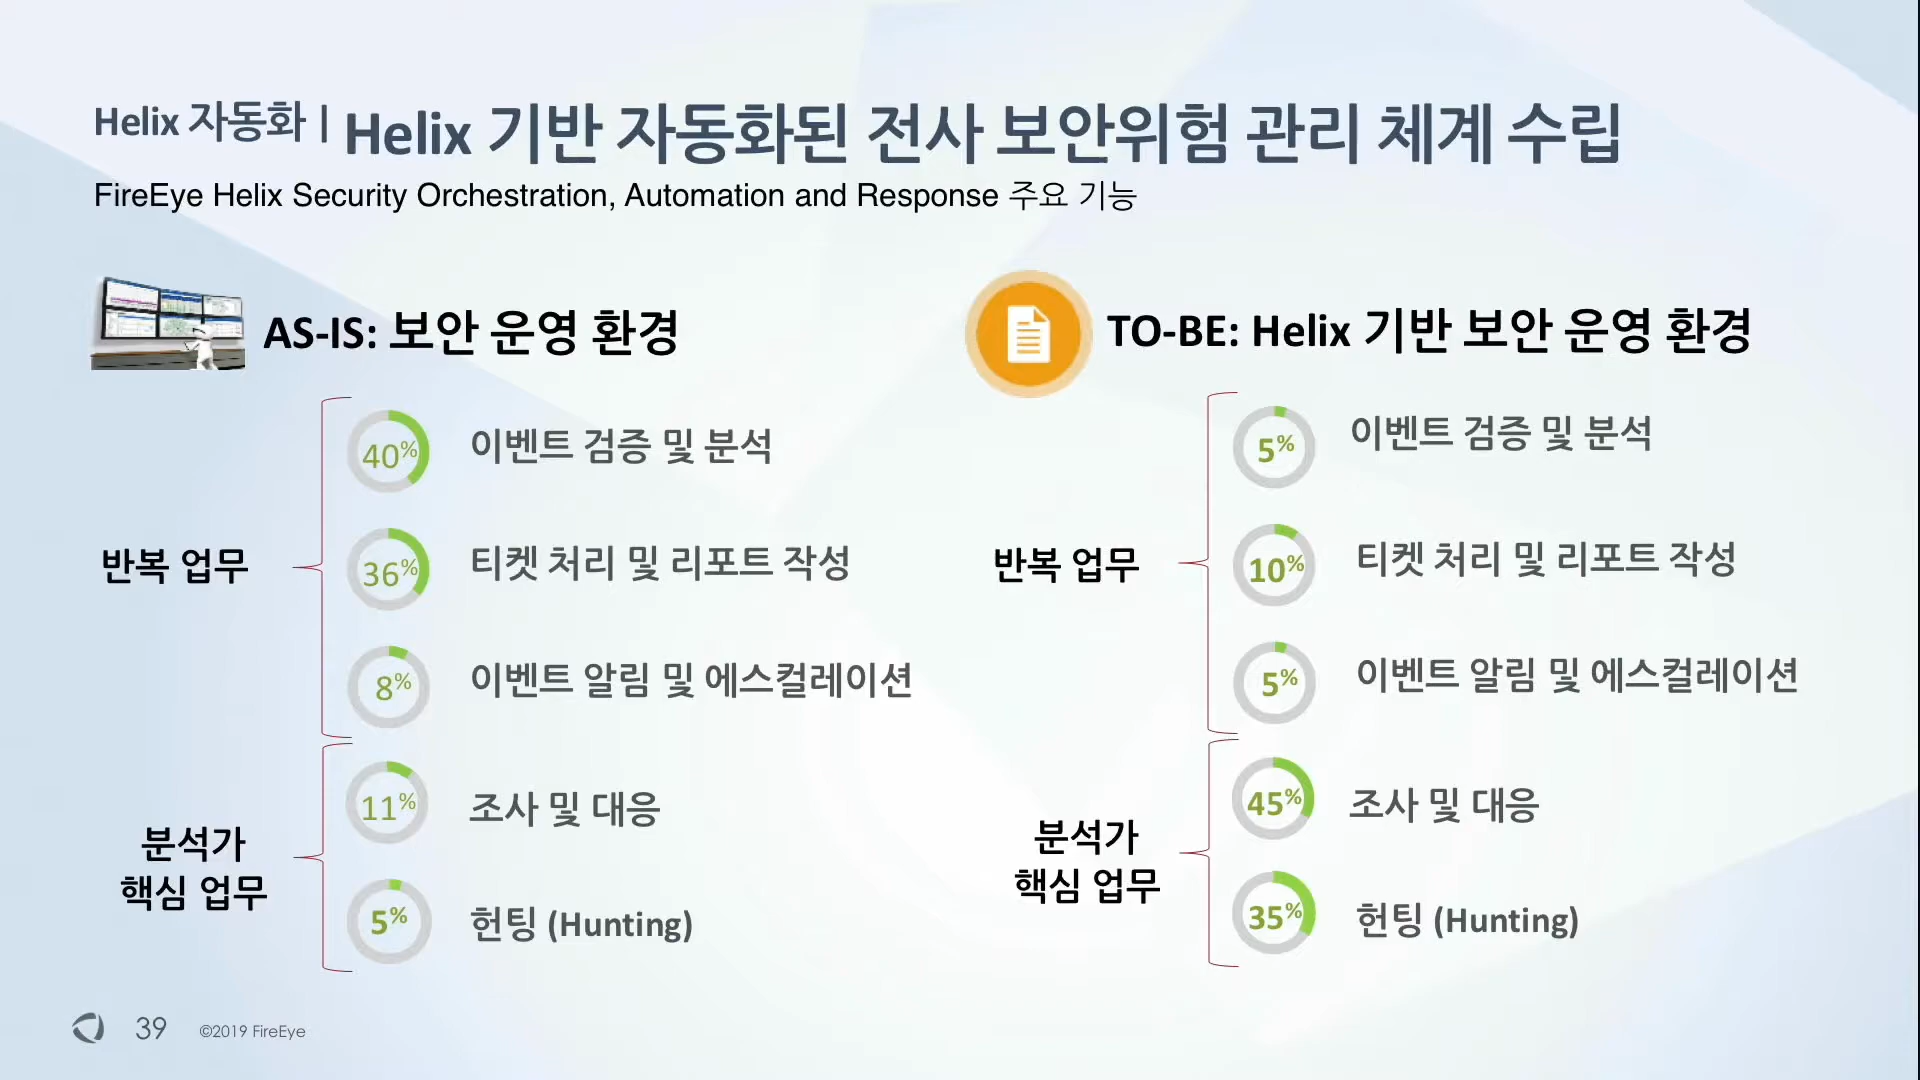 Helix 자동화 | Helix 기반 자동화된 전사 보안위험 관리 체계 수립
FireEye Helix Security Orchestration, Automation and Response 주요 기능
AS-IS: 보안 운영 환경
반복 업무
40% 이벤트 검증 및 분석
36% 티켓 처리 및 리포트 작성
8% 이벤트 알림 및 에스컬레이션
분석가
핵심 업무
11% 조사 및 대응
5% 헌팅 (Hunting)
TO-BE: Helix 기반 보안 운영 환경
반복 업무
5% 이벤트 검증 및 분석
10% 티켓 처리 및 리포트 작성
5% 이벤트 알림 및 에스컬레이션
분석가
핵심 업무
45% 조사 및 대응
35% 헌팅 (Hunting)
39 ©2019 FireEye